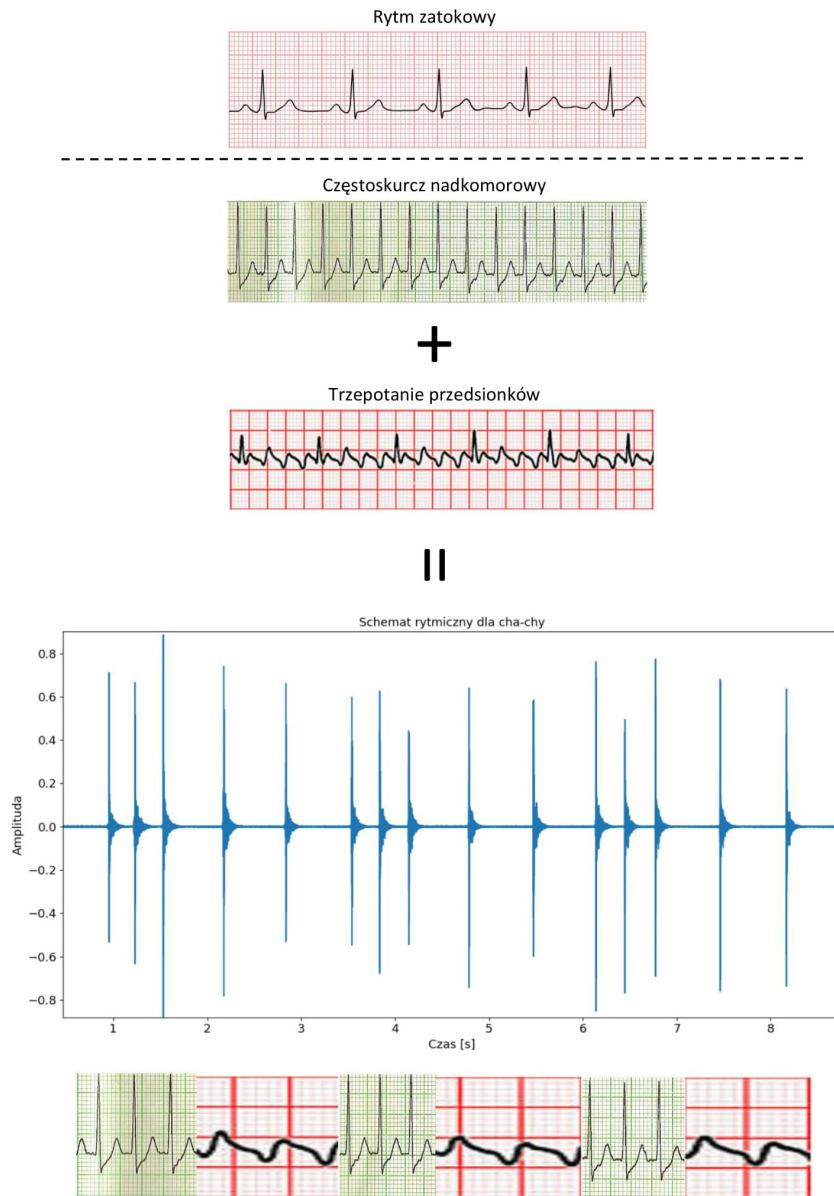 Rytm zatokowy
Częstoskurcz nadkomorowy
+
Trzepotanie przedsionków
=
Schemat rytmiczny dla cha-chy
Amplituda
0.8
0.6
0.4
0.2
0.0
−0.2
−0.4
−0.6
−0.8
1 2 3 4 5 6 7 8
Czas [s]